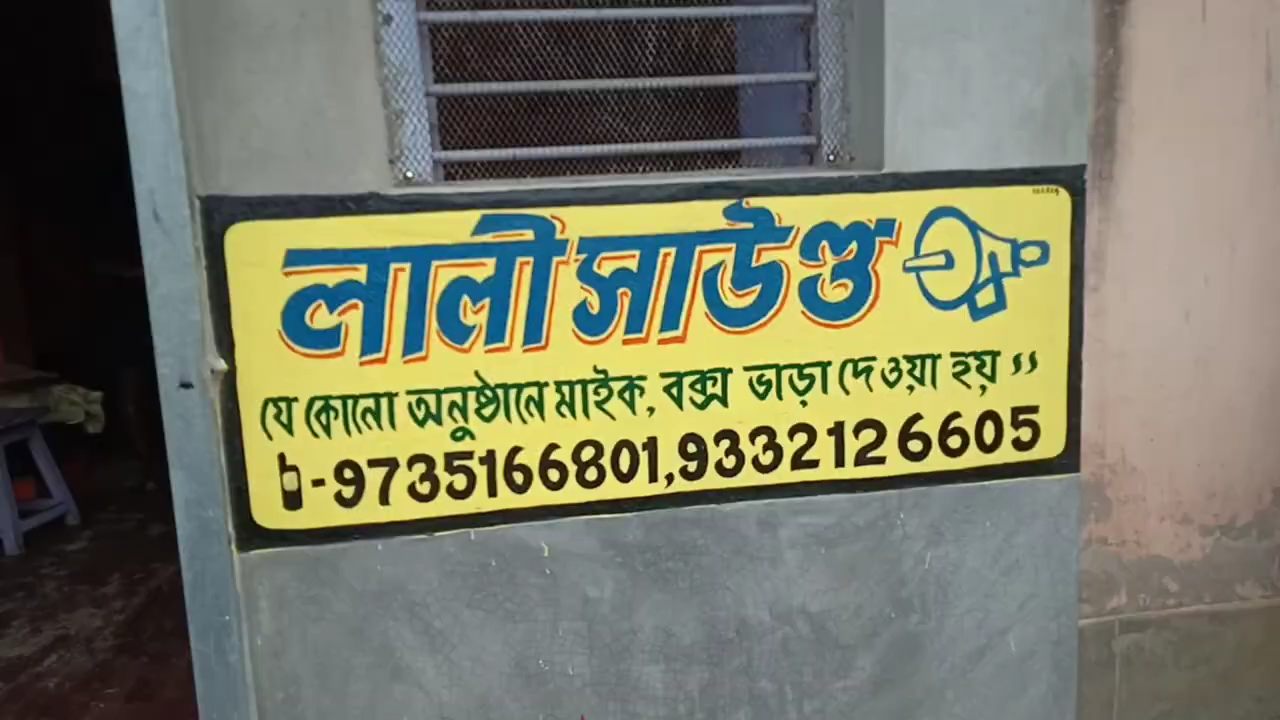 লালী সাউণ্ড
যে কোনো অনুষ্ঠানে মাইক, বক্স ভাড়া দেওয়া হয় ,,
-9735166801,9332126605